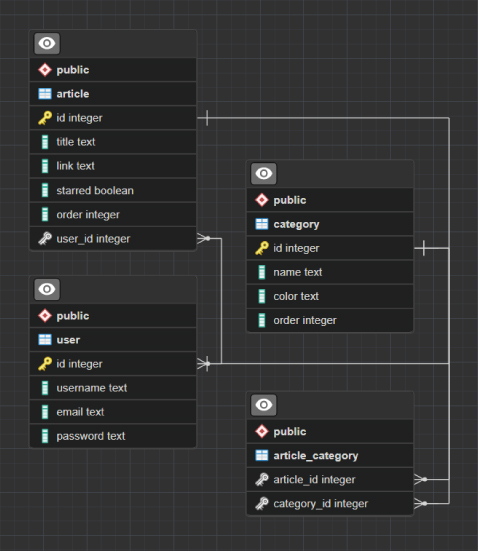 public
article
id integer
title text
link text
starred boolean
order integer
user_id integer
public
category
id integer
name text
color text
order integer
public
user
id integer
username text
email text
password text
public
article_category
article_id integer
category_id integer